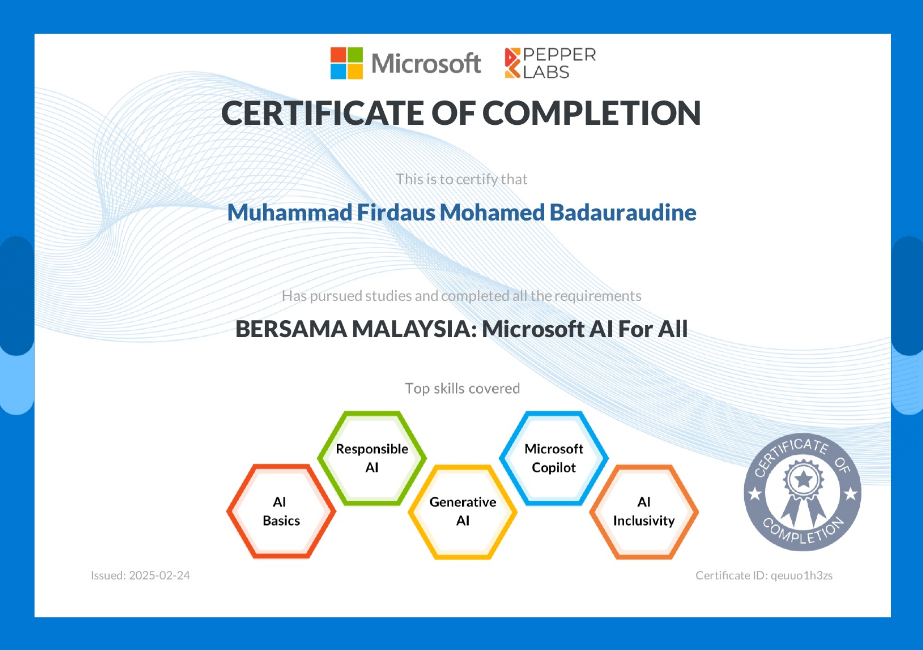 Microsoft
PEPPER
LABS
CERTIFICATE OF COMPLETION
This is to certify that
Muhammad Firdaus Mohamed Badauraudine
Has pursued studies and completed all the requirements
BERSAMA MALAYSIA: Microsoft AI For All
Top skills covered
AI
Basics
Responsible
AI
Generative
AI
Microsoft
Copilot
AI
Inclusivity
CERTIFICATE OF
COMPLETION
Issued: 2025-02-24
Certificate ID: qeuuo1h3zs